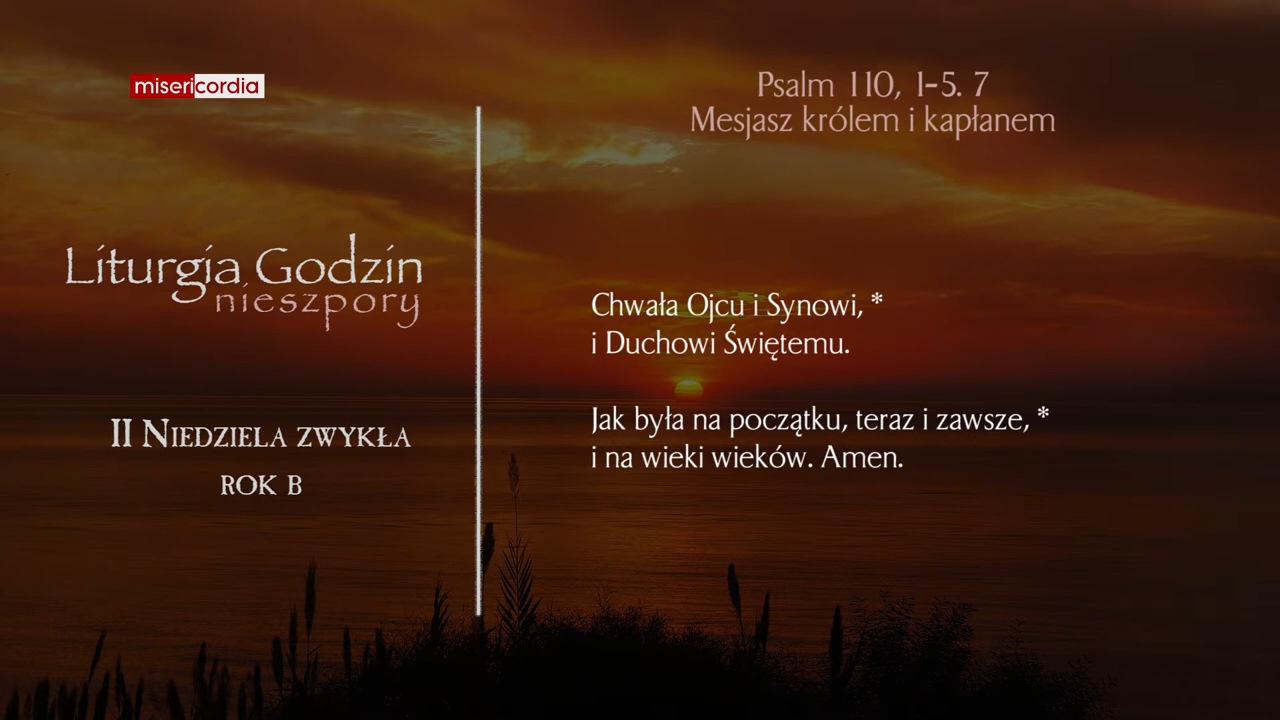 misericordia
Liturgia Godzin
nieszpory
II Niedziela zwykła
rok B
Psalm 110, 1-5. 7
Mesjasz królem i kapłanem
Chwała Ojcu i Synowi, *
i Duchowi Świętemu.
Jak była na początku, teraz i zawsze, *
i na wieki wieków. Amen.